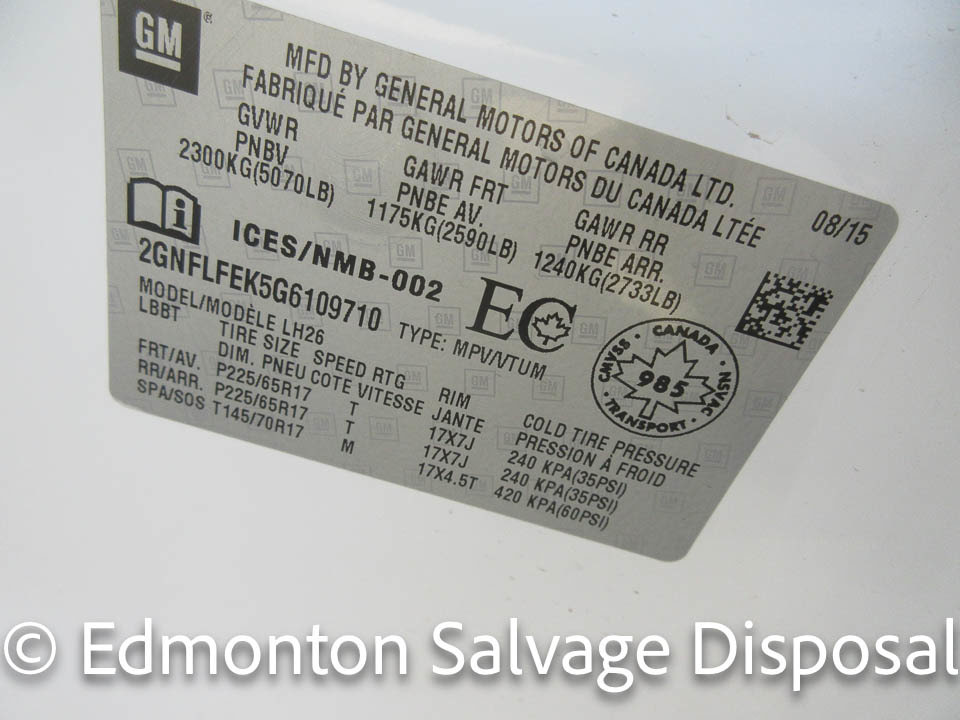 GM®
MFD BY GENERAL MOTORS OF CANADA LTD.
FABRIQUÉ PAR GENERAL MOTORS DU CANADA LTÉE
08/15
GVWR
PNBV
2300KG(5070LB)
GAWR FRT
PNBE AV.
1175KG(2590LB)
GAWR RR
PNBE ARR.
1240KG(2733LB)
i
ICES/NMB-002
EC
2GNFLFEK5G6109710
TYPE: MPV/VTUM
CANADA
CMVSS
NSVAC
985
• TRANSPORT •
MODEL/MODÈLE LH26
LBBT
TIRE SIZE SPEED RTG RIM COLD TIRE PRESSURE
DIM. PNEU COTE VITESSE JANTE PRESSION À FROID
FRT/AV. P225/65R17 T 17X7J 240 KPA(35PSI)
RR/ARR. P225/65R17 T 17X7J 240 KPA(35PSI)
SPA/SOS T145/70R17 M 17X4.5T 420 KPA(60PSI)
© Edmonton Salvage Disposal